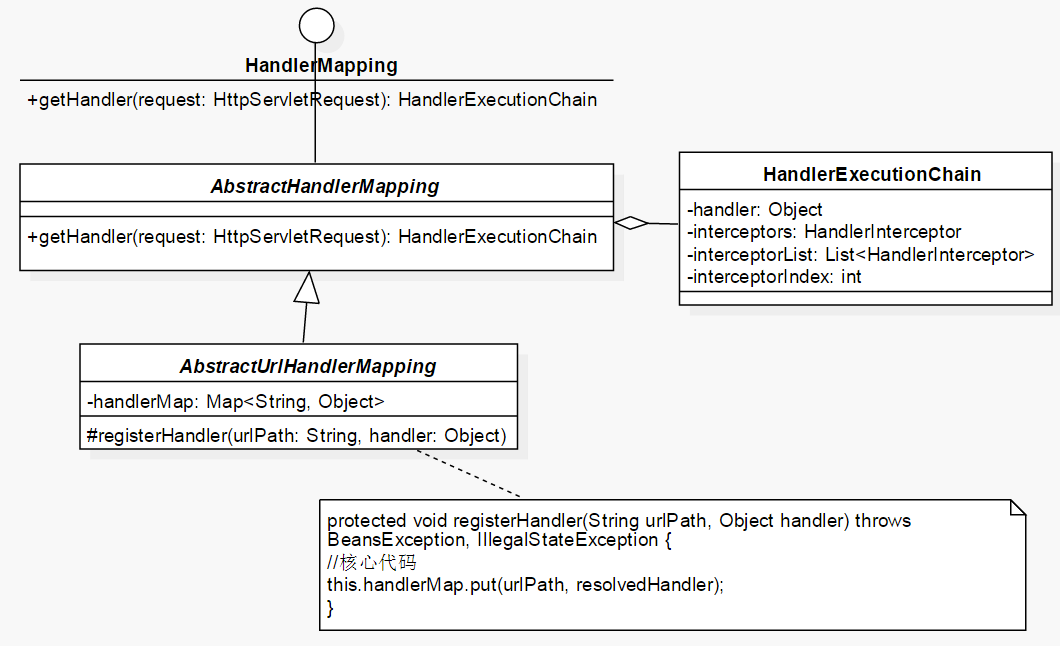 HandlerMapping
+getHandler(request: HttpServletRequest): HandlerExecutionChain
AbstractHandlerMapping
+getHandler(request: HttpServletRequest): HandlerExecutionChain
HandlerExecutionChain
-handler: Object
-interceptors: HandlerInterceptor
-interceptorList: List<HandlerInterceptor>
-interceptorIndex: int
AbstractUrlHandlerMapping
-handlerMap: Map<String, Object>
#registerHandler(urlPath: String, handler: Object)
protected void registerHandler(String urlPath, Object handler) throws
BeansException, IllegalStateException {
//核心代码
this.handlerMap.put(urlPath, resolvedHandler);
}